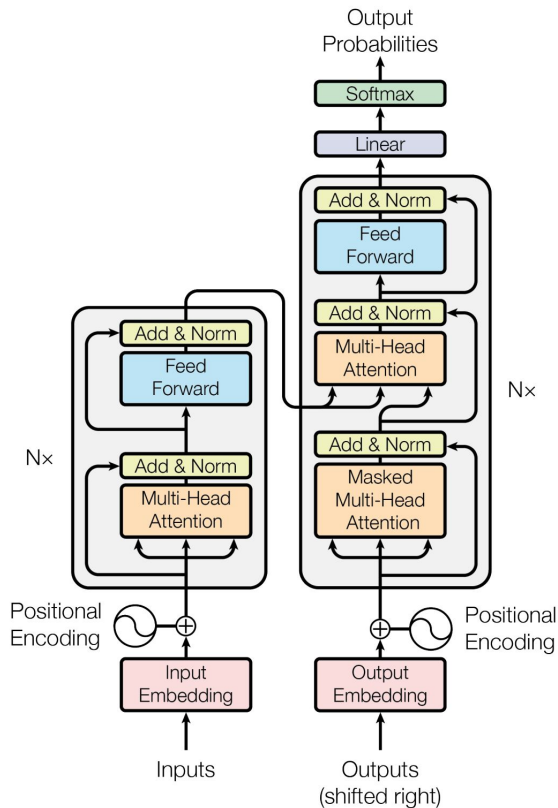 Output
Probabilities
Softmax
Linear
Add & Norm
Feed
Forward
Add & Norm
Multi-Head
Attention
Add & Norm
Masked
Multi-Head
Attention
N×
Add & Norm
Feed
Forward
Add & Norm
Multi-Head
Attention
N×
Positional
Encoding
Positional
Encoding
Input
Embedding
Output
Embedding
Inputs
Outputs
(shifted right)